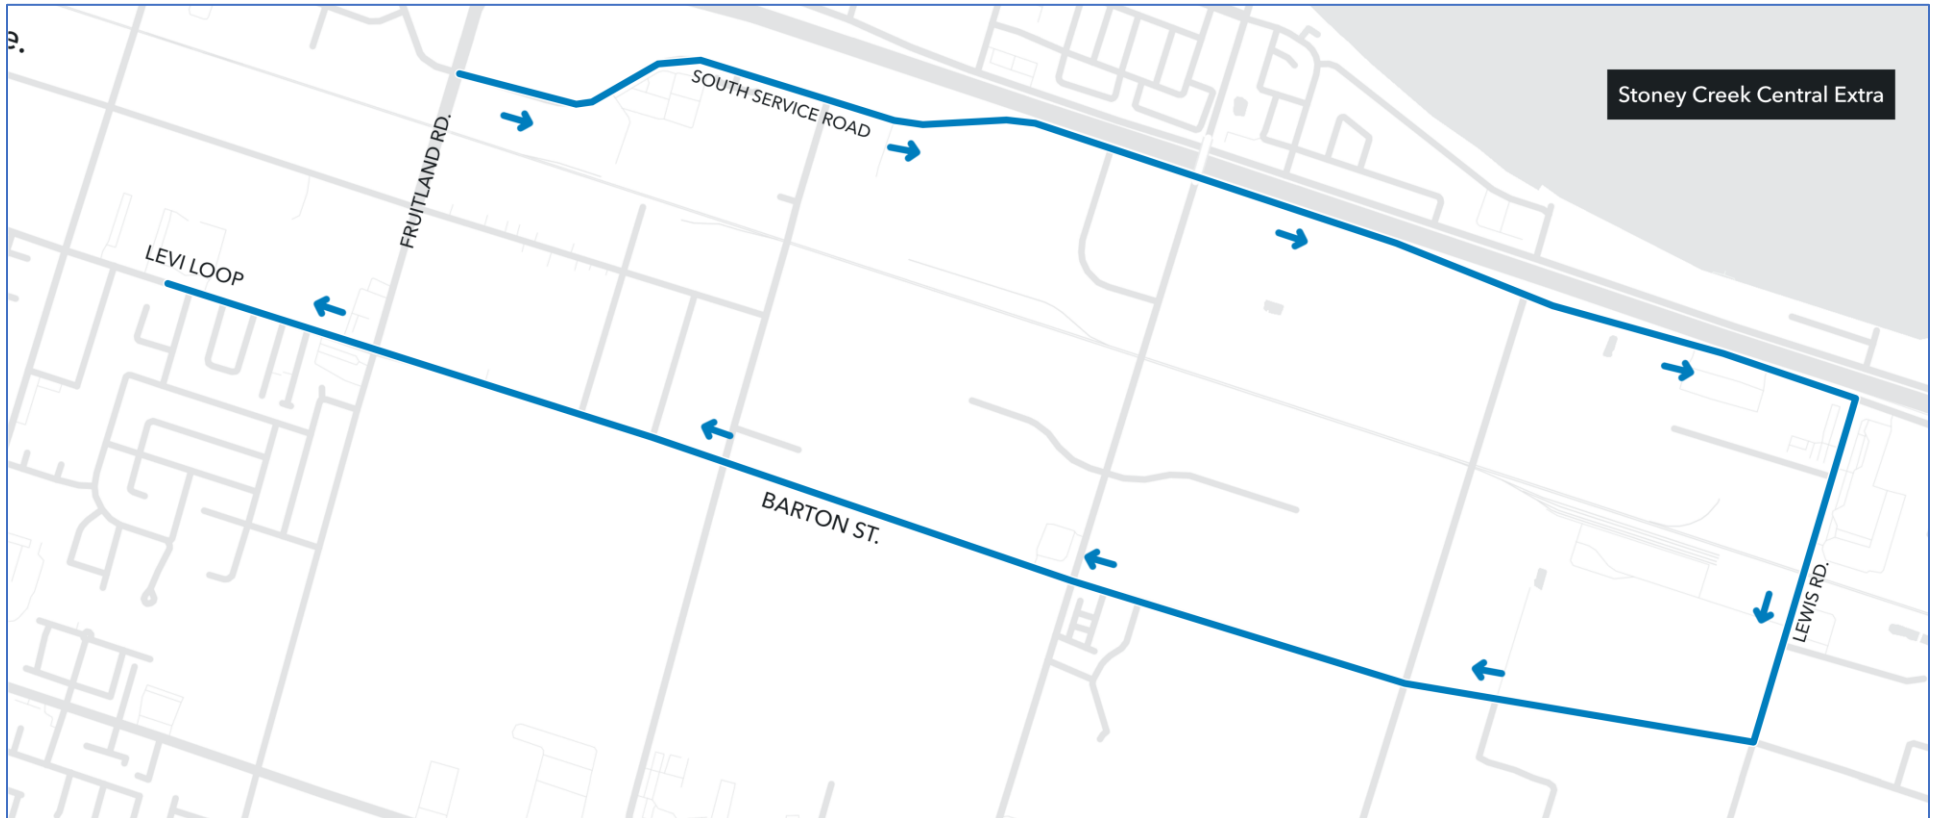 e.
Stoney Creek Central Extra
SOUTH SERVICE ROAD
FRUITLAND RD.
LEVI LOOP
BARTON ST.
LEWIS RD.